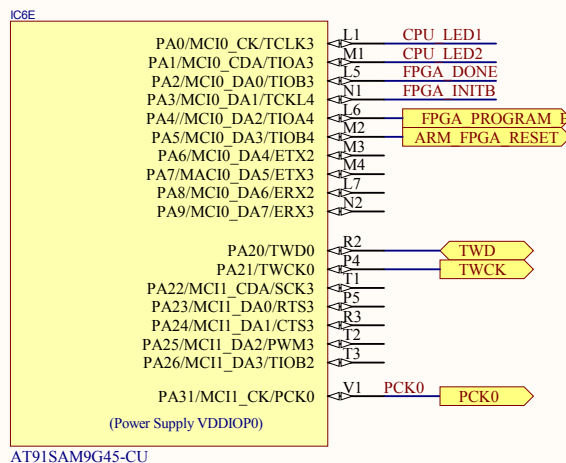 IC6E
PA0/MCI0_CK/TCLK3 L1 CPU_LED1
PA1/MCI0_CDA/TIOA3 M1 CPU_LED2
PA2/MCI0_DA0/TIOB3 L5 FPGA_DONE
PA3/MCI0_DA1/TCKL4 N1 FPGA_INITB
PA4//MCI0_DA2/TIOA4 L6 FPGA_PROGRAM_
PA5/MCI0_DA3/TIOB4 M2 ARM_FPGA_RESET
PA6/MCI0_DA4/ETX2 M3
PA7/MACI0_DA5/ETX3 M4
PA8/MCI0_DA6/ERX2 L7
PA9/MCI0_DA7/ERX3 N2
PA20/TWD0 R2 TWD
PA21/TWCK0 P4 TWCK
PA22/MCI1_CDA/SCK3 T1
PA23/MCI1_DA0/RTS3 P5
PA24/MCI1_DA1/CTS3 R3
PA25/MCI1_DA2/PWM3 T2
PA26/MCI1_DA3/TIOB2 T3
PA31/MCI1_CK/PCK0 V1 PCK0 PCK0
(Power Supply VDDIOP0)
AT91SAM9G45-CU